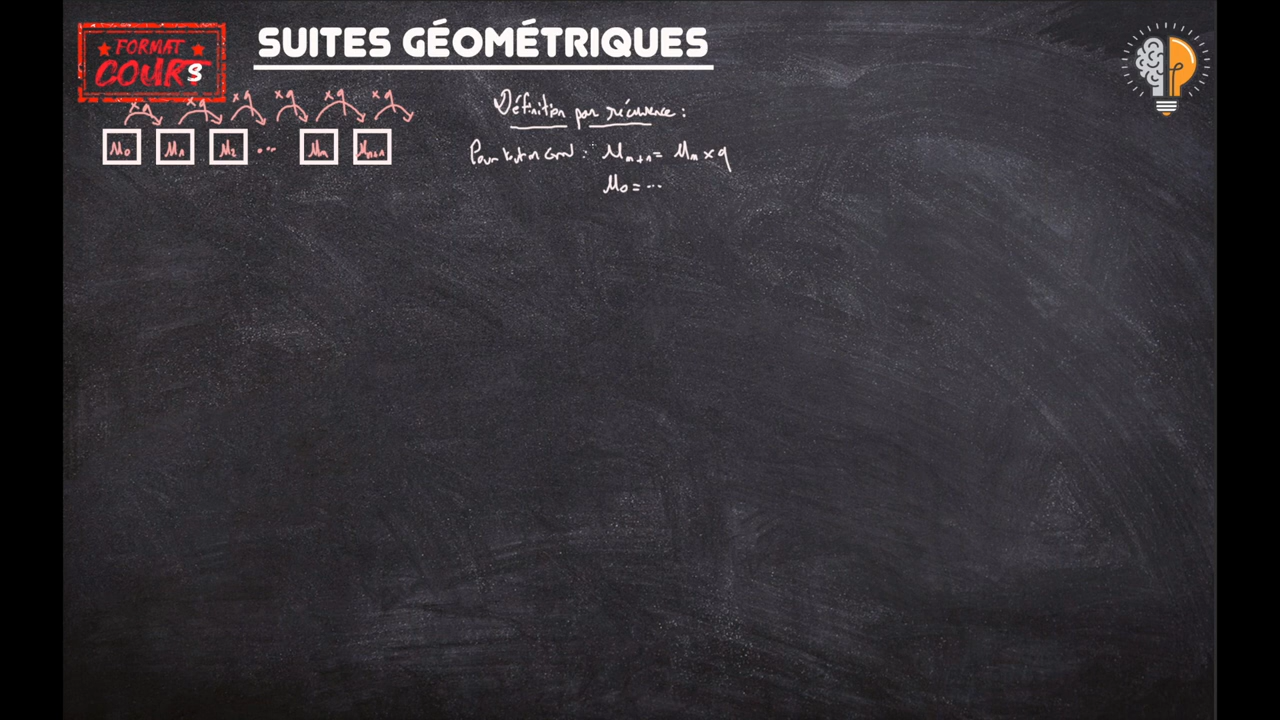 FORMAT
COURS
SUITES GÉOMÉTRIQUES
×q ×q ×q ×q ×q ×q
u0 u1 u2 ... un un+1
Définition par récurrence :
Pour tout n∈ℕ : un+1 = un × q
u0 = ...